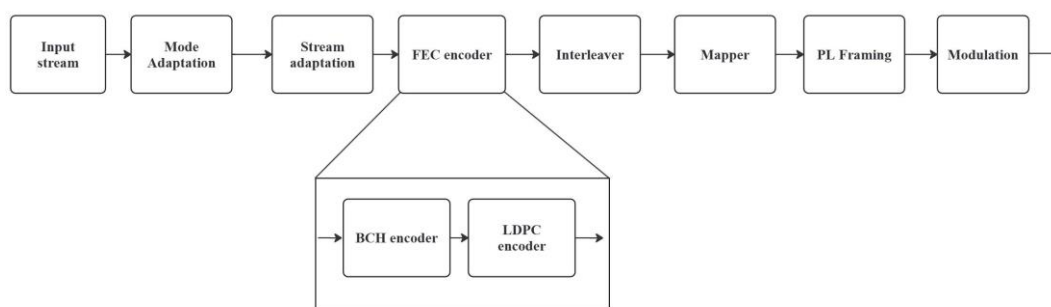 Input
stream
Mode
Adaptation
Stream
adaptation
FEC encoder
Interleaver
Mapper
PL Framing
Modulation
BCH encoder
LDPC
encoder